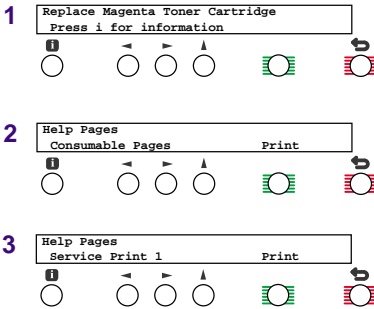 1
Replace Magenta Toner Cartridge
Press i for information
i
2
Help Pages
Consumable Pages Print
i
3
Help Pages
Service Print 1 Print
i